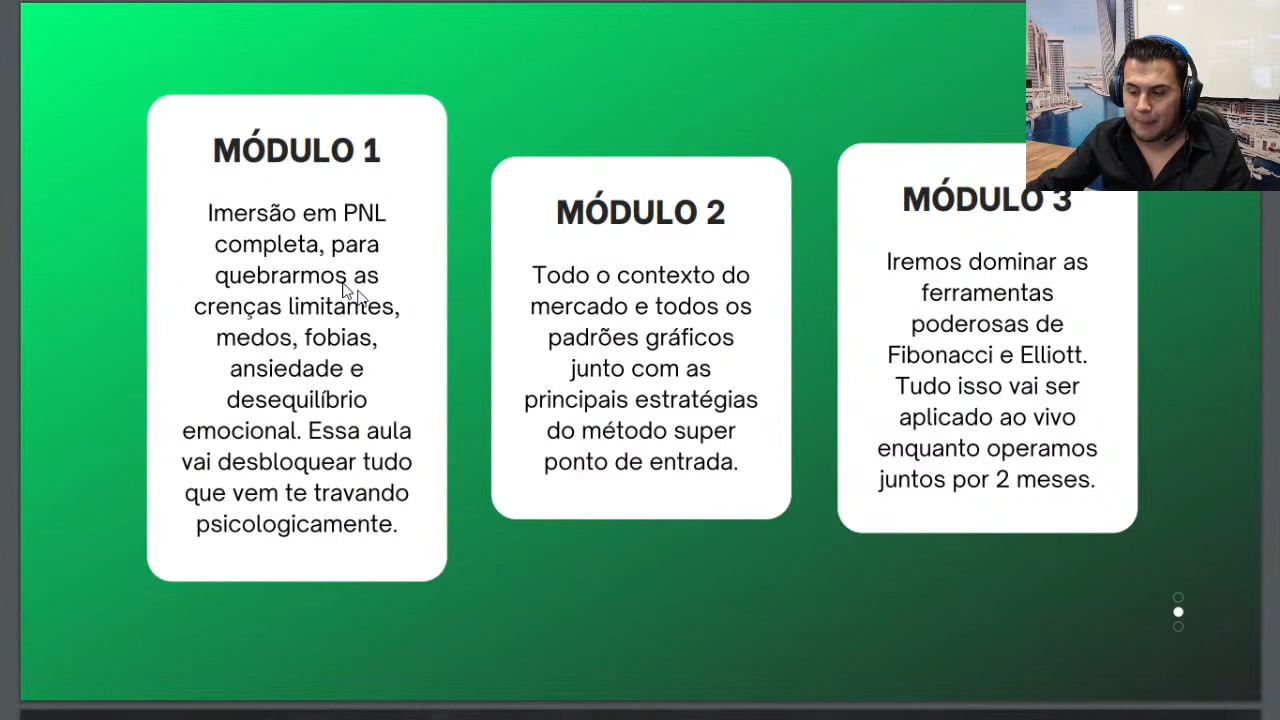 MÓDULO 1
Imersão em PNL
completa, para
quebrarmos as
crenças limitantes,
medos, fobias,
ansiedade e
desequilíbrio
emocional. Essa aula
vai desbloquear tudo
que vem te travando
psicologicamente.
MÓDULO 2
Todo o contexto do
mercado e todos os
padrões gráficos
junto com as
principais estratégias
do método super
ponto de entrada.
MÓDULO 3
Iremos dominar as
ferramentas
poderosas de
Fibonacci e Elliott.
Tudo isso vai ser
aplicado ao vivo
enquanto operamos
juntos por 2 meses.